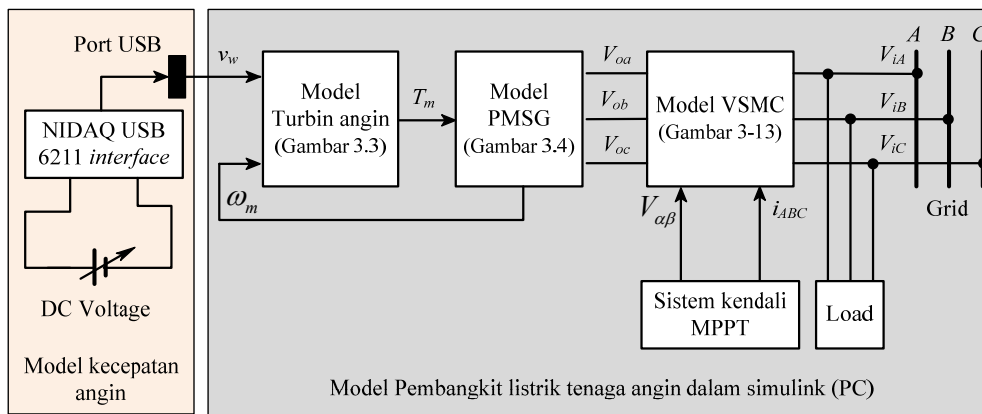 Port USB
NIDAQ USB
6211 interface
DC Voltage
Model kecepatan
angin
v_w
Model
Turbin angin
(Gambar 3.3)
T_m
ω_m
Model
PMSG
(Gambar 3.4)
V_oa
V_ob
V_oc
Model VSMC
(Gambar 3-13)
V_αβ
i_ABC
Sistem kendali
MPPT
V_iA
V_iB
V_iC
A B C
Grid
Load
Model Pembangkit listrik tenaga angin dalam simulink (PC)